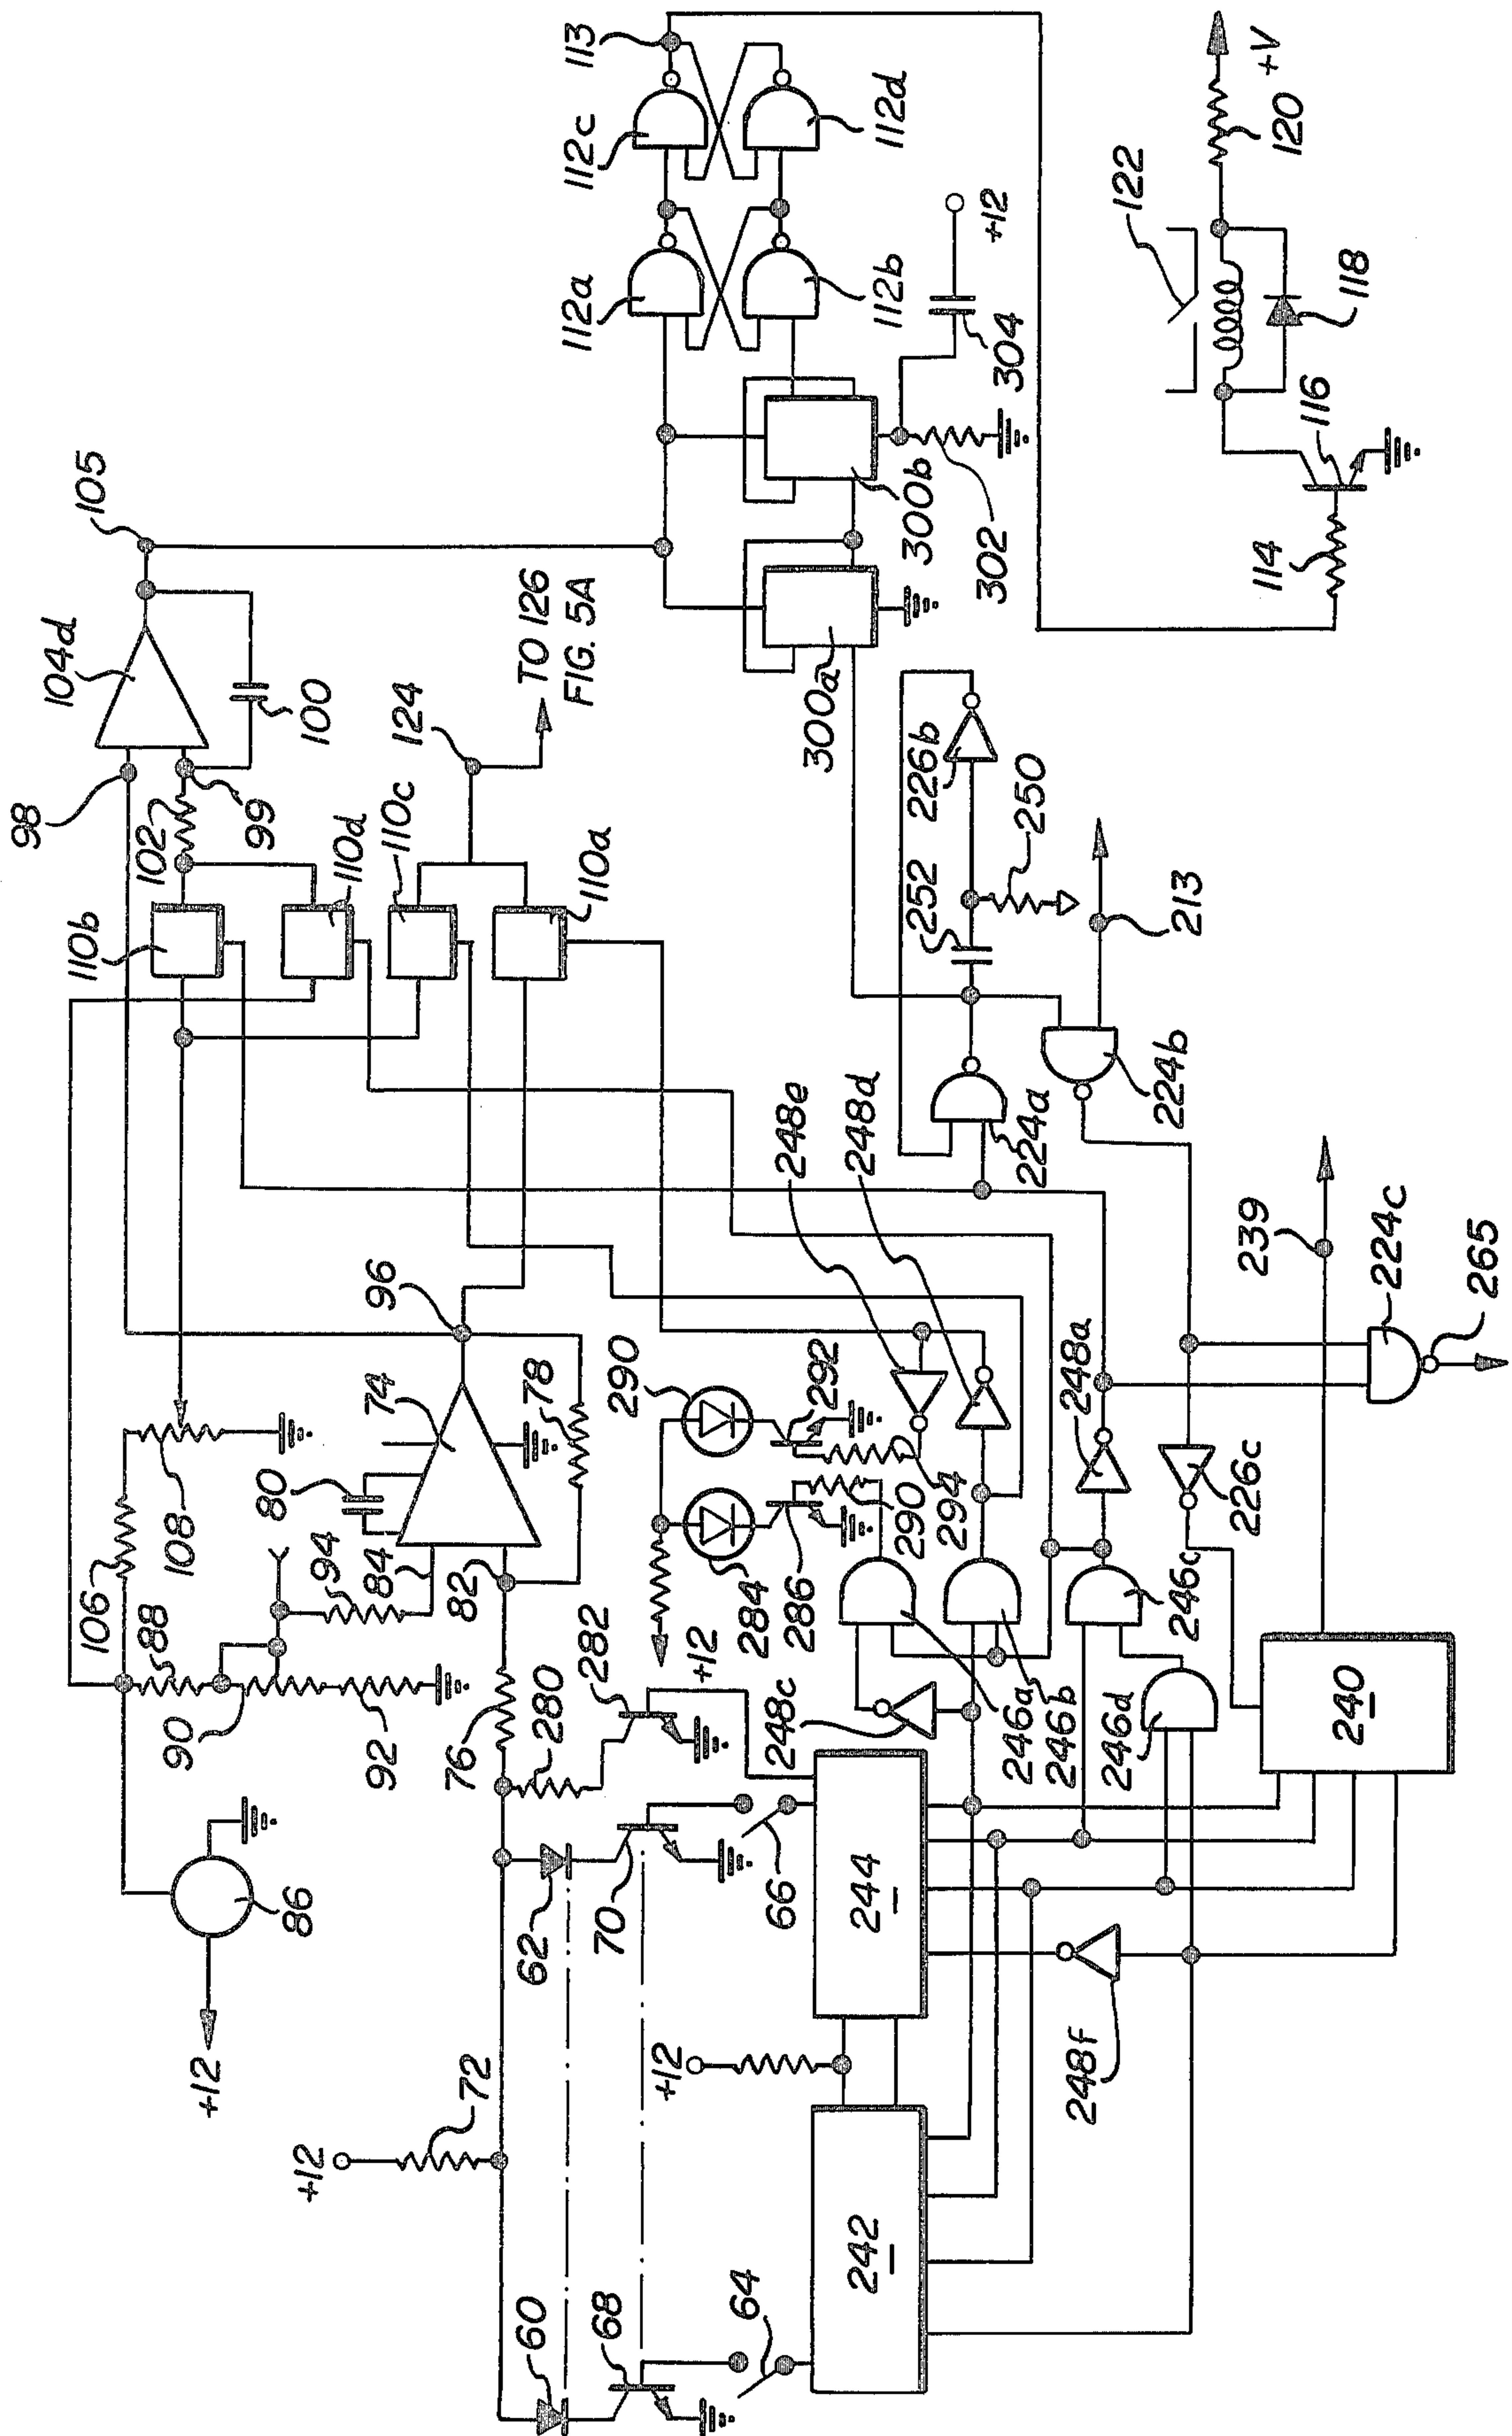 98
104d
105
102
99
100
110b
110d
110c
124
110a
TO 126
FIG. 5A
112a
112c
113
112b
112d
300a
300b
302
304
+12
114
116
118
122
120
+V
+12
86
106
88
90
92
108
94
84
80
74
96
82
78
76
280
282
+12
72
60
62
68
70
64
66
+12
290
292
284
286
290
294
248e
248d
+12
248c
246a
246b
246d
246c
248a
248f
242
244
240
226c
224a
224b
224c
226b
252
250
213
239
265